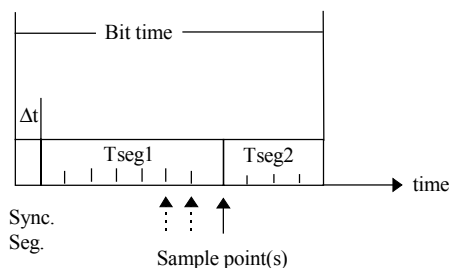 Bit time
Δt
Tseg1
Tseg2
time
Sync.
Seg.
Sample point(s)